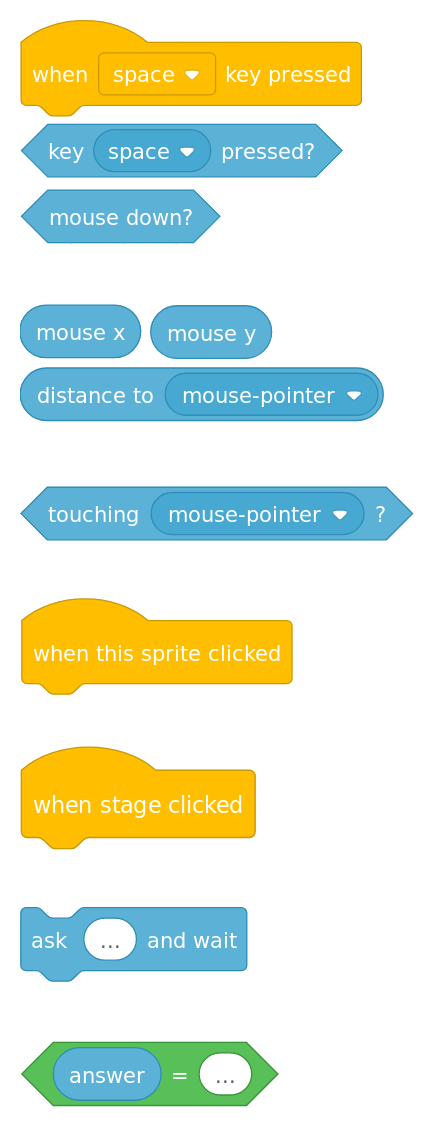 when space key pressed
key space pressed?
mouse down?
mouse x mouse y
distance to mouse-pointer
touching mouse-pointer ?
when this sprite clicked
when stage clicked
ask ... and wait
answer = ...